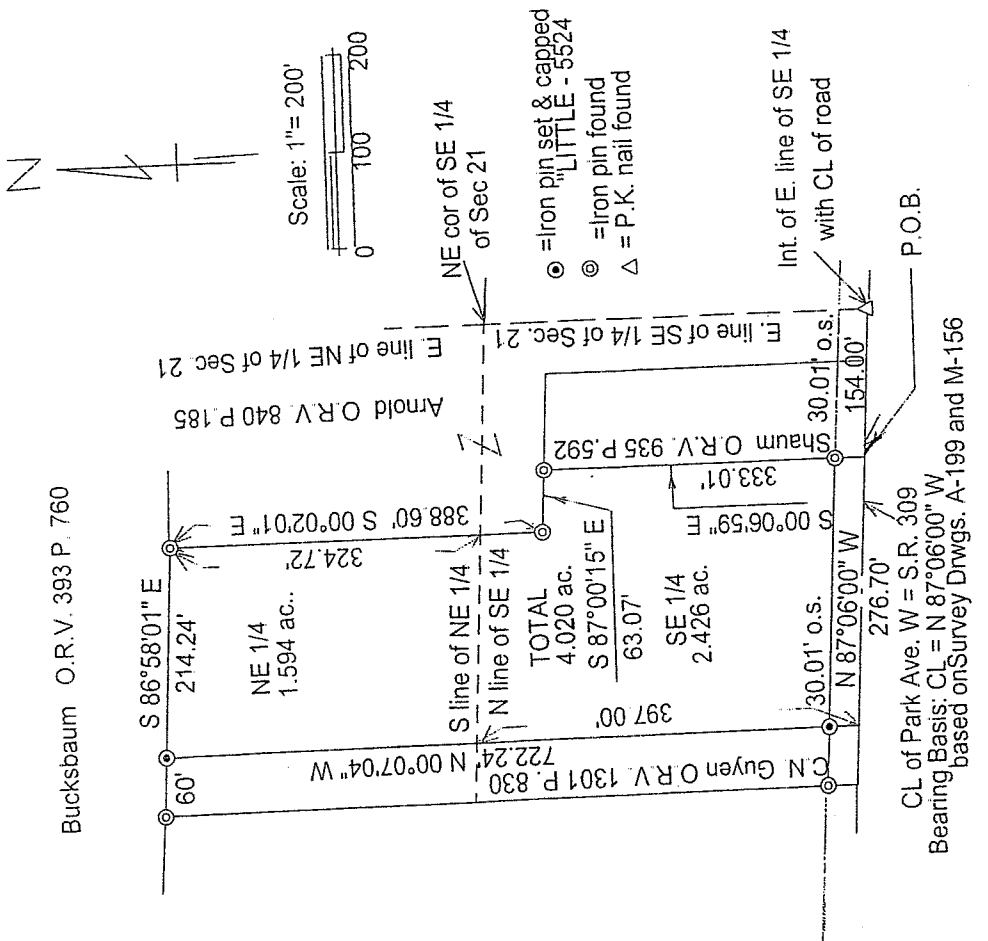 N
Scale: 1"= 200'
0 100 200
Bucksbaum O.R.V. 393 P. 760
NE cor of SE 1/4
of Sec 21
=Iron pin set & capped
"LITTLE - 5524
=Iron pin found
= P.K. nail found
Int. of E. line of SE 1/4
with CL of road
P.O.B.
E. line of NE 1/4 of Sec. 21
E. line of SE 1/4 of Sec. 21
Arnold O.R.V. 840 P.185
S 86°58'01" E
214.24'
60'
NE 1/4
1.594 ac..
324.72'
388.60' S 00°02'01" E
S line of NE 1/4
N line of SE 1/4
TOTAL
4.020 ac.
S 87°00'15" E
63.07'
SE 1/4
2.426 ac.
Shaum O.R.V. 935 P.592
333.01'
S 00°06'59" E
397.00'
722.24' N 00°07'04" W
C.N. Guyen O.R.V. 1301 P. 830
30.01' o.s.
30.01' o.s.
N 87°06'00" W
154.00'
276.70'
CL of Park Ave. W = S.R. 309
Bearing Basis: CL = N 87°06'00" W
based onSurvey Drwgs. A-199 and M-156